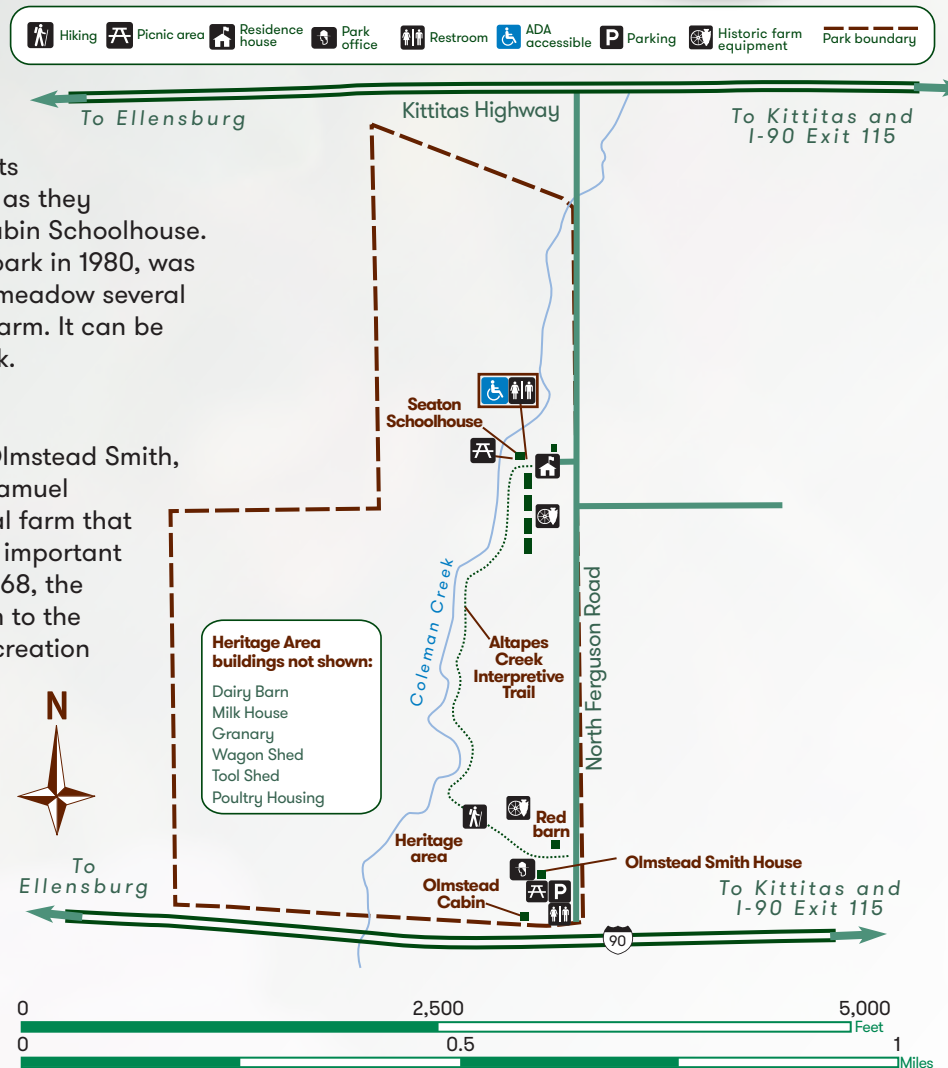 Hiking
Picnic area
Residence
house
Park
office
Restroom
ADA
accessible
P
Parking
Historic farm
equipment
Park boundary
To Ellensburg
Kittitas Highway
To Kittitas and
I-90 Exit 115
ts
as they
abin Schoolhouse.
park in 1980, was
meadow several
arm. It can be
k.
Olmstead Smith,
amuel
al farm that
important
68, the
n to the
creation
Seaton
Schoolhouse
Coleman Creek
Altapes
Creek
Interpretive
Trail
North Ferguson Road
Heritage Area
buildings not shown:
Dairy Barn
Milk House
Granary
Wagon Shed
Tool Shed
Poultry Housing
N
Heritage
area
Red
barn
Olmstead Smith House
P
Olmstead
Cabin
To
Ellensburg
To Kittitas and
I-90 Exit 115
90
0
2,500
5,000
Feet
0
0.5
1
Miles